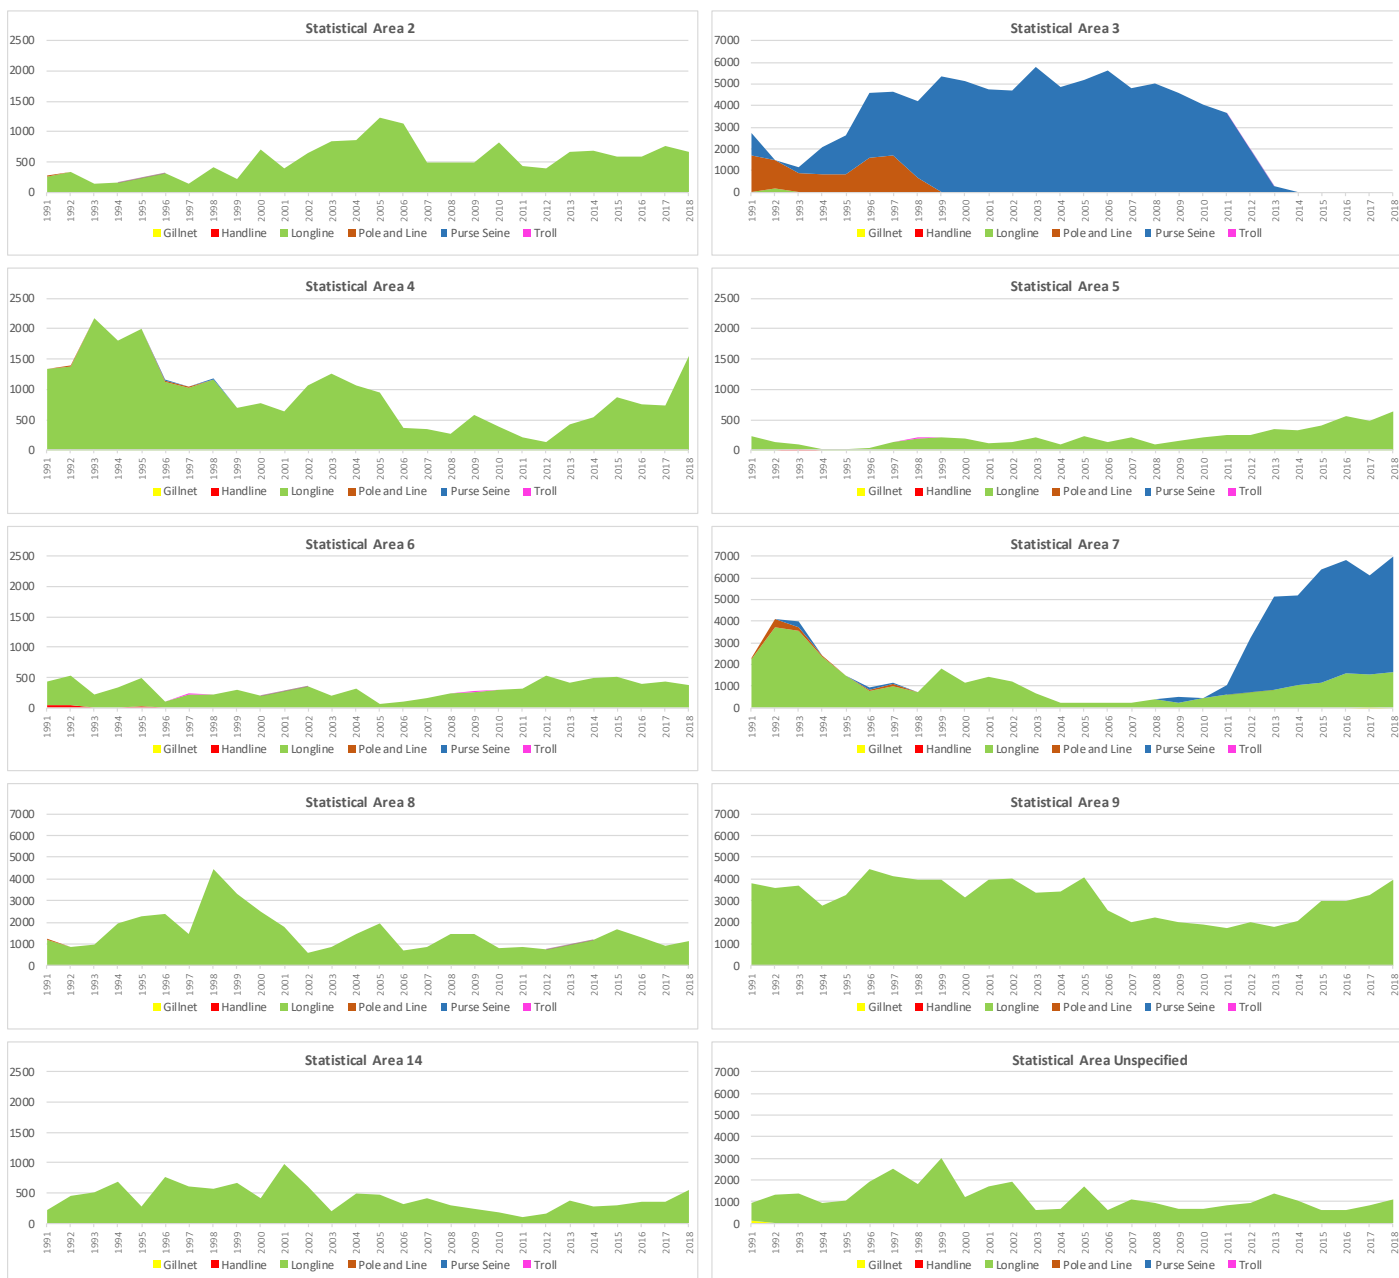 Statistical Area 2
2500
2000
1500
1000
500
0
1991 1992 1993 1994 1995 1996 1997 1998 1999 2000 2001 2002 2003 2004 2005 2006 2007 2008 2009 2010 2011 2012 2013 2014 2015 2016 2017 2018
Gillnet Handline Longline Pole and Line Purse Seine Troll
Statistical Area 3
7000
6000
5000
4000
3000
2000
1000
0
1991 1992 1993 1994 1995 1996 1997 1998 1999 2000 2001 2002 2003 2004 2005 2006 2007 2008 2009 2010 2011 2012 2013 2014 2015 2016 2017 2018
Gillnet Handline Longline Pole and Line Purse Seine Troll
Statistical Area 4
2500
2000
1500
1000
500
0
1991 1992 1993 1994 1995 1996 1997 1998 1999 2000 2001 2002 2003 2004 2005 2006 2007 2008 2009 2010 2011 2012 2013 2014 2015 2016 2017 2018
Gillnet Handline Longline Pole and Line Purse Seine Troll
Statistical Area 5
2500
2000
1500
1000
500
0
1991 1992 1993 1994 1995 1996 1997 1998 1999 2000 2001 2002 2003 2004 2005 2006 2007 2008 2009 2010 2011 2012 2013 2014 2015 2016 2017 2018
Gillnet Handline Longline Pole and Line Purse Seine Troll
Statistical Area 6
2500
2000
1500
1000
500
0
1991 1992 1993 1994 1995 1996 1997 1998 1999 2000 2001 2002 2003 2004 2005 2006 2007 2008 2009 2010 2011 2012 2013 2014 2015 2016 2017 2018
Gillnet Handline Longline Pole and Line Purse Seine Troll
Statistical Area 7
7000
6000
5000
4000
3000
2000
1000
0
1991 1992 1993 1994 1995 1996 1997 1998 1999 2000 2001 2002 2003 2004 2005 2006 2007 2008 2009 2010 2011 2012 2013 2014 2015 2016 2017 2018
Gillnet Handline Longline Pole and Line Purse Seine Troll
Statistical Area 8
7000
6000
5000
4000
3000
2000
1000
0
1991 1992 1993 1994 1995 1996 1997 1998 1999 2000 2001 2002 2003 2004 2005 2006 2007 2008 2009 2010 2011 2012 2013 2014 2015 2016 2017 2018
Gillnet Handline Longline Pole and Line Purse Seine Troll
Statistical Area 9
7000
6000
5000
4000
3000
2000
1000
0
1991 1992 1993 1994 1995 1996 1997 1998 1999 2000 2001 2002 2003 2004 2005 2006 2007 2008 2009 2010 2011 2012 2013 2014 2015 2016 2017 2018
Gillnet Handline Longline Pole and Line Purse Seine Troll
Statistical Area 14
2500
2000
1500
1000
500
0
1991 1992 1993 1994 1995 1996 1997 1998 1999 2000 2001 2002 2003 2004 2005 2006 2007 2008 2009 2010 2011 2012 2013 2014 2015 2016 2017 2018
Gillnet Handline Longline Pole and Line Purse Seine Troll
Statistical Area Unspecified
7000
6000
5000
4000
3000
2000
1000
0
1991 1992 1993 1994 1995 1996 1997 1998 1999 2000 2001 2002 2003 2004 2005 2006 2007 2008 2009 2010 2011 2012 2013 2014 2015 2016 2017 2018
Gillnet Handline Longline Pole and Line Purse Seine Troll